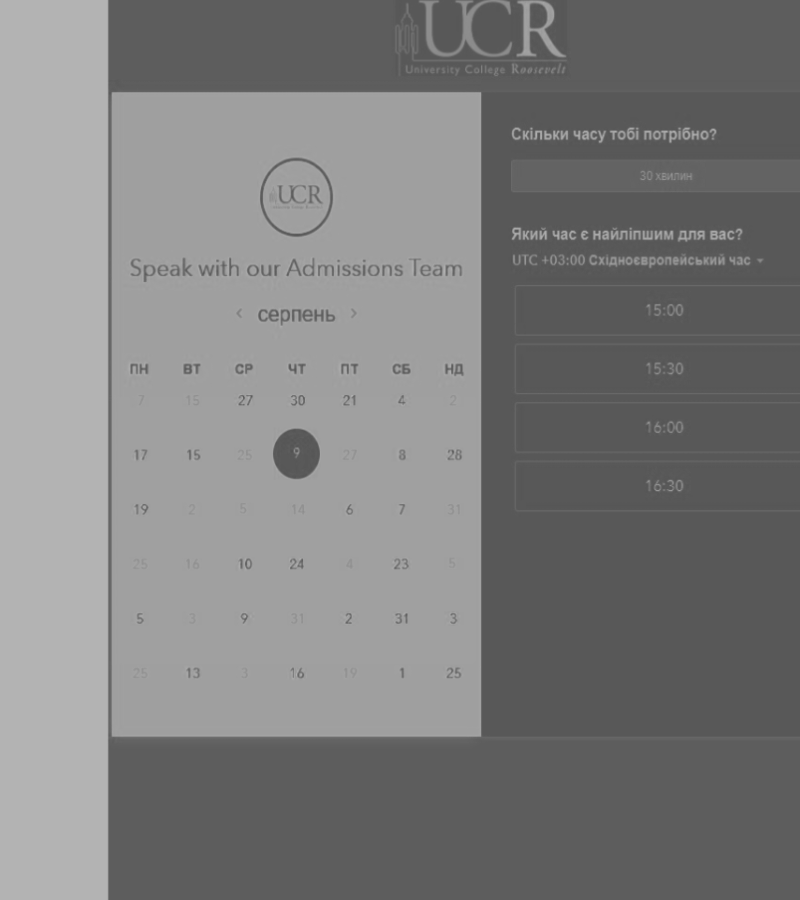 UCR
University College Roosevelt
UCR
Speak with our Admissions Team
‹ серпень ›
ПН ВТ СР ЧТ ПТ СБ НД
7 15 27 30 21 4 2
17 15 25 9 27 8 28
19 2 5 14 6 7 31
25 16 10 24 4 23 5
5 3 9 31 2 31 3
25 13 3 16 19 1 25
Скільки часу тобі потрібно?
30 хвилин
Який час є найліпшим для вас?
UTC +03:00 Східноєвропейський час
15:00
15:30
16:00
16:30